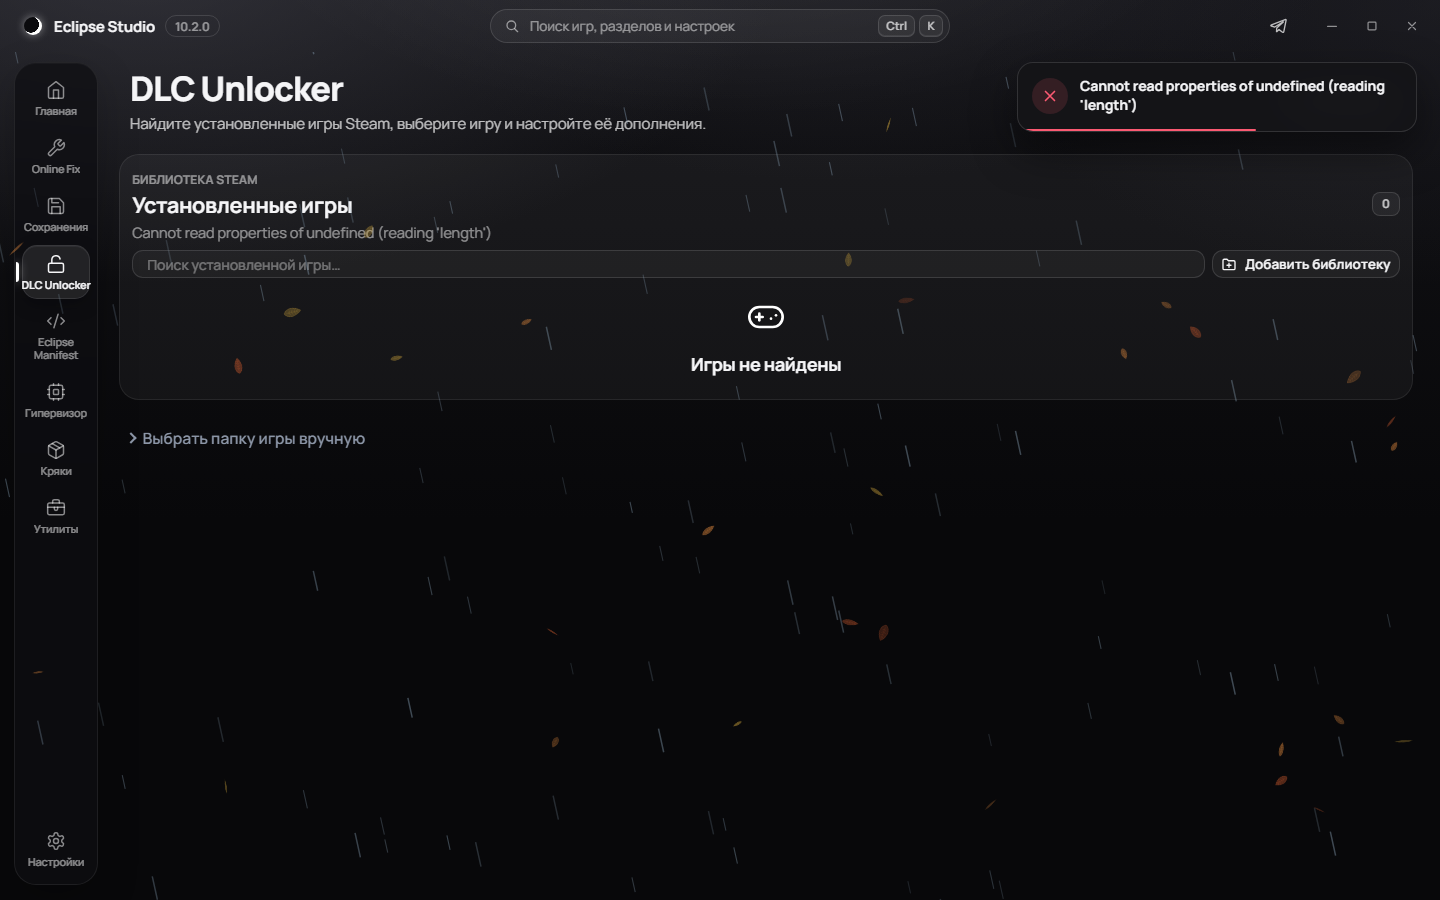 Eclipse Studio 10.2.0
Поиск игр, разделов и настроек Ctrl K
Главная
Online Fix
Сохранения
DLC Unlocker
Eclipse
Manifest
Гипервизор
Кряки
Утилиты
Настройки
DLC Unlocker
Найдите установленные игры Steam, выберите игру и настройте её дополнения.
Cannot read properties of undefined (reading
'length')
БИБЛИОТЕКА STEAM
Установленные игры
0
Cannot read properties of undefined (reading 'length')
Поиск установленной игры...
Добавить библиотеку
Игры не найдены
Выбрать папку игры вручную